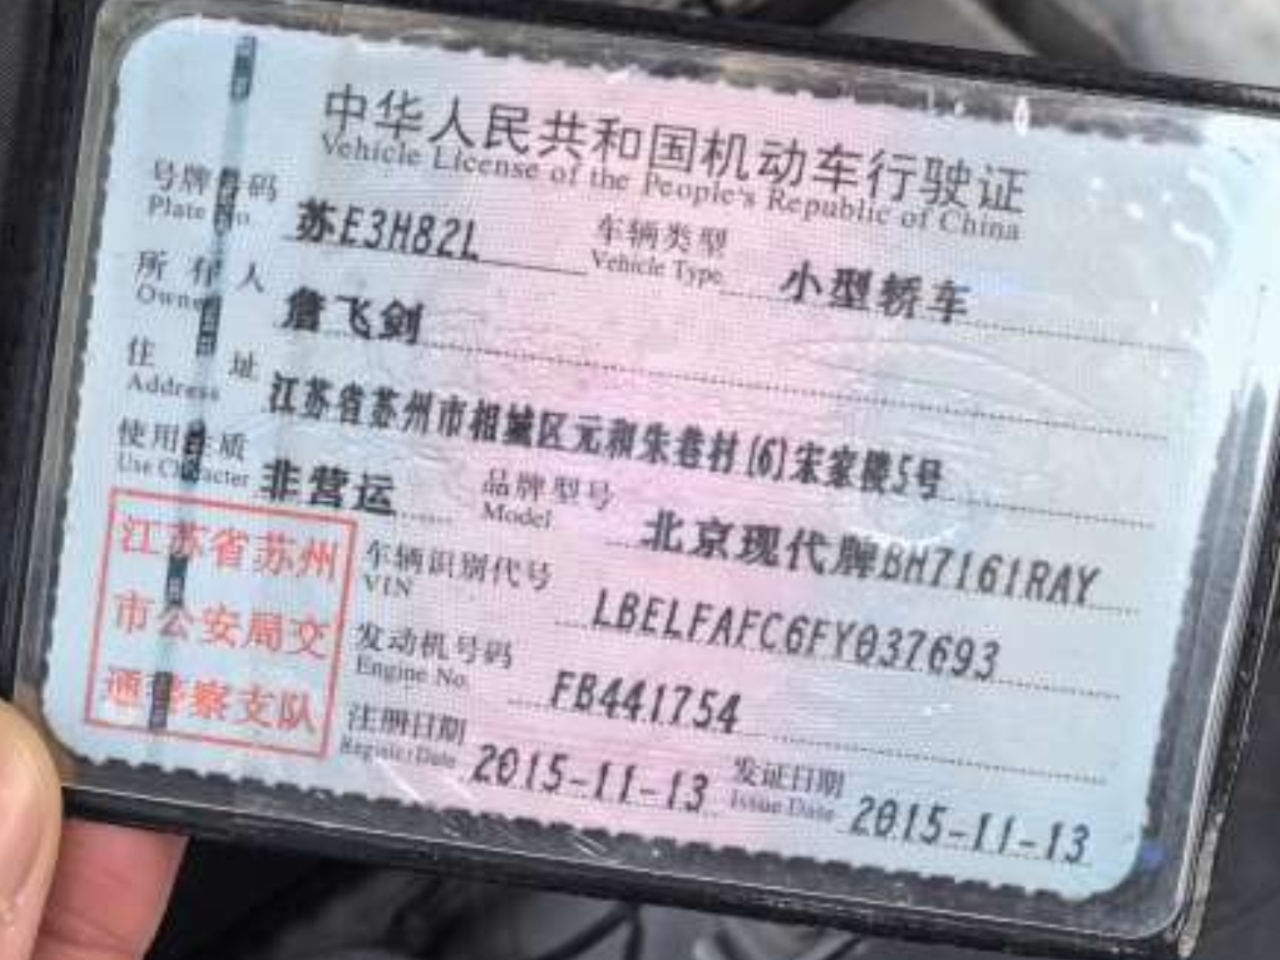 中华人民共和国机动车行驶证
Vehicle License of the People's Republic of China
号牌号码 苏E3H82L 车辆类型 小型轿车
Plate No. Vehicle Type
所有人 詹飞剑
Owner
住址 江苏省苏州市相城区元和朱巷村(6)宋家楼5号
Address
使用性质 非营运 品牌型号 北京现代牌BH7161RAY
Use Character Model
江苏省苏州
市公安局交
通警察支队
车辆识别代号 LBELFAFC6FY037693
VIN
发动机号码 FB441754
Engine No.
注册日期 2015-11-13 发证日期 2015-11-13
Register Date Issue Date